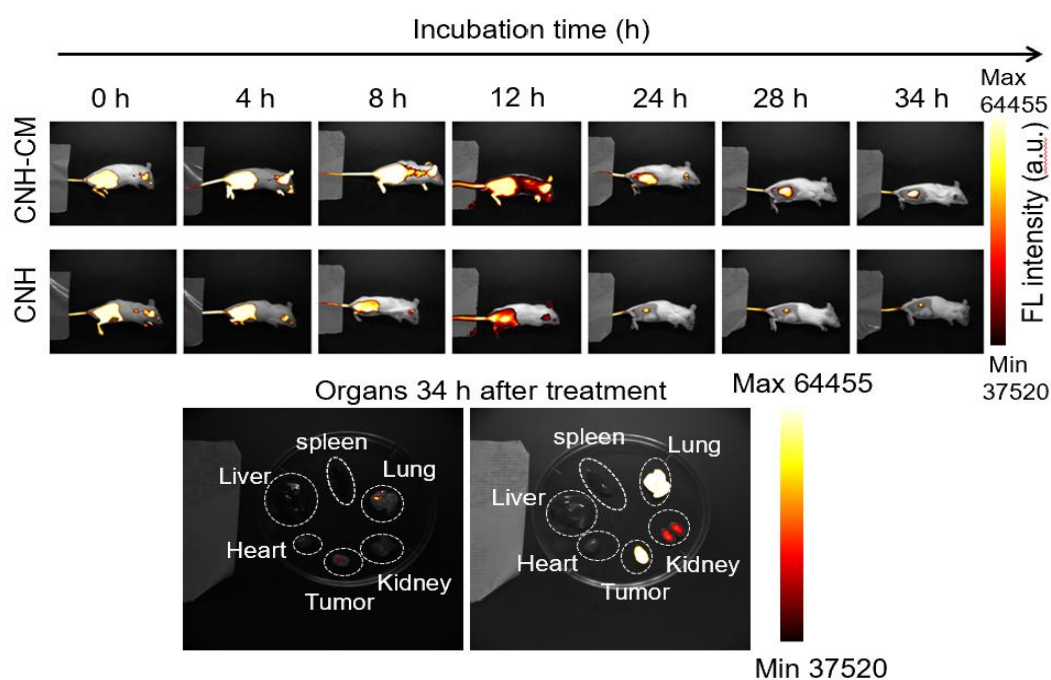 Incubation time (h)
0 h 4 h 8 h 12 h 24 h 28 h 34 h
Max
64455
CNH-CM
CNH
FL intensity (a.u.)
Min
37520
Organs 34 h after treatment
Max 64455
spleen
Liver
Lung
Heart
Kidney
Tumor
spleen
Lung
Liver
Heart
Kidney
Tumor
Min 37520